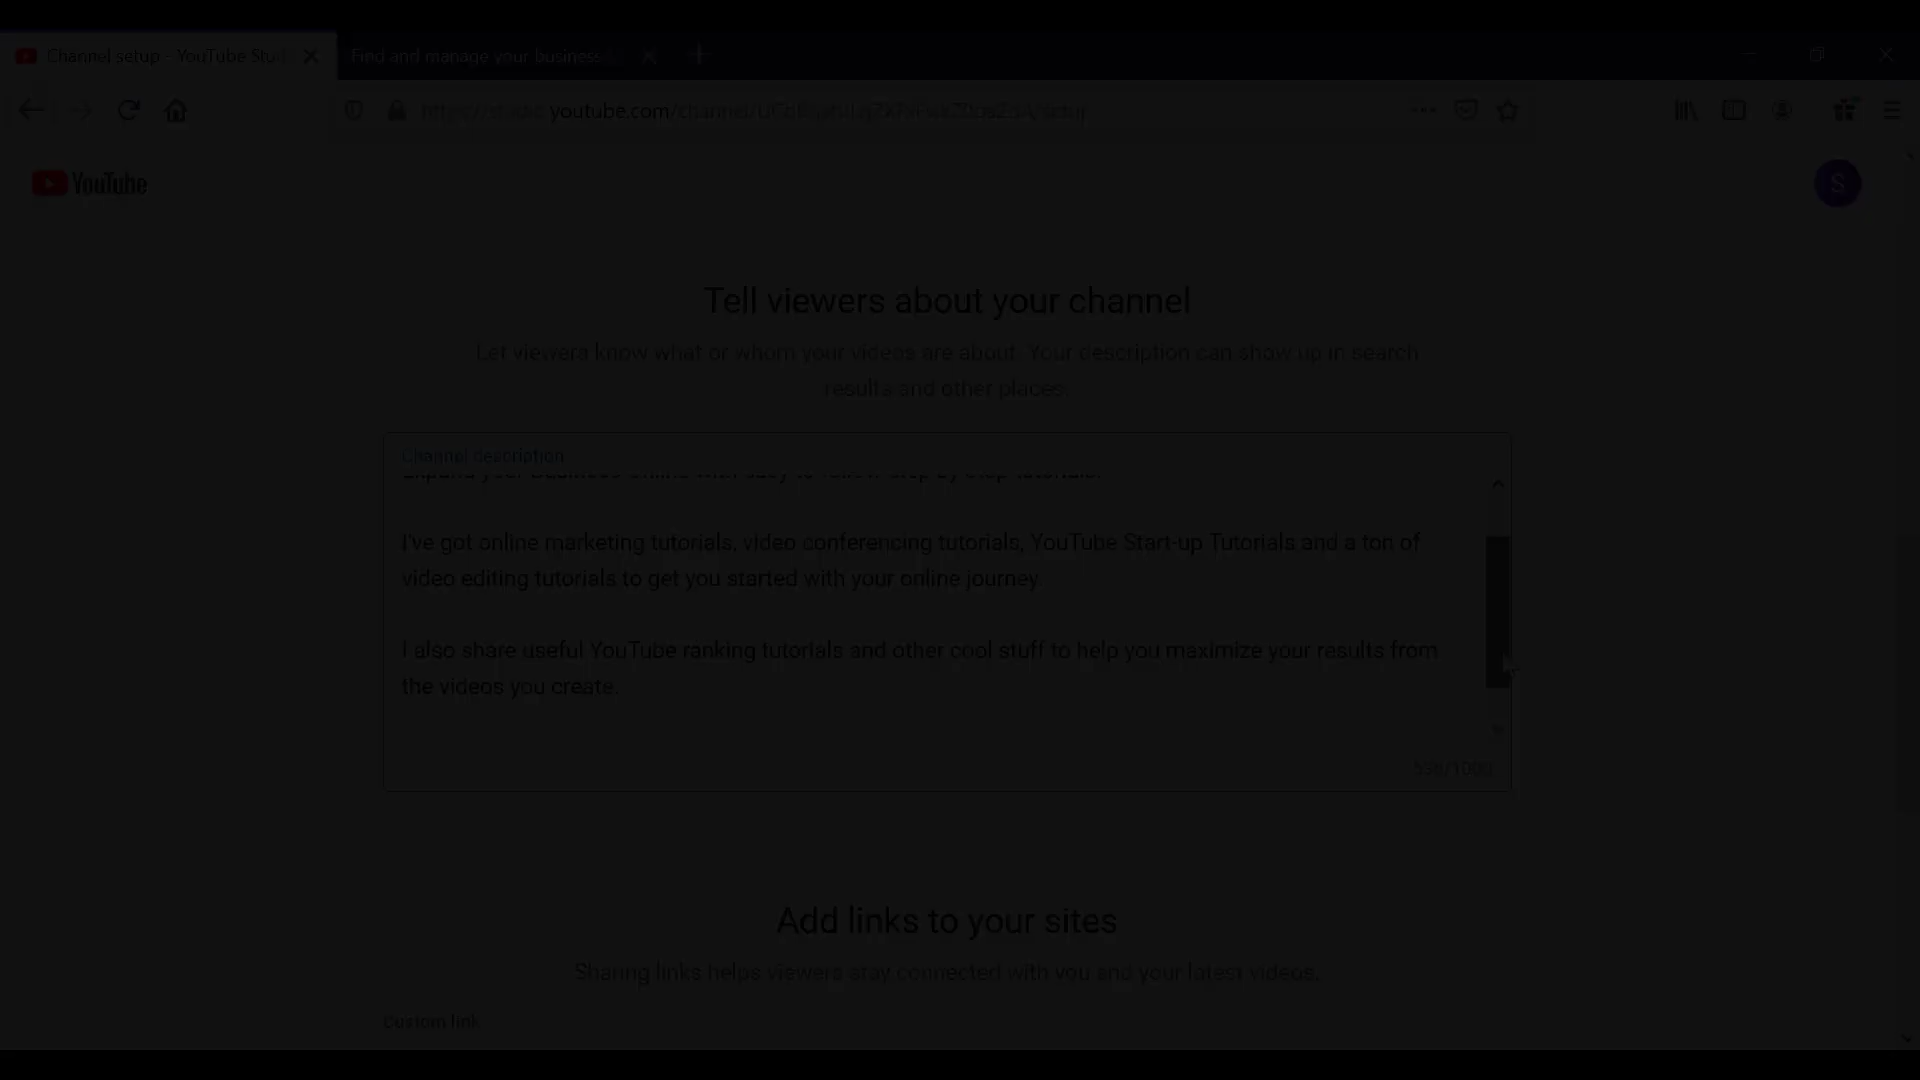 Channel setup - YouTube Stud
Find and manage your business
youtube.com/channel/
YouTube
S
Tell viewers about your channel
Let viewers know what or whom your videos are about. Your description can show up in search
results and other places.
Channel description
Expand your business online with easy to follow step by step tutorials.
I've got online marketing tutorials, video conferencing tutorials, YouTube Start-up Tutorials and a ton of
video editing tutorials to get you started with your online journey.
I also share useful YouTube ranking tutorials and other cool stuff to help you maximize your results from
the videos you create.
Add links to your sites
Sharing links helps viewers stay connected with you and your latest videos.
Custom link